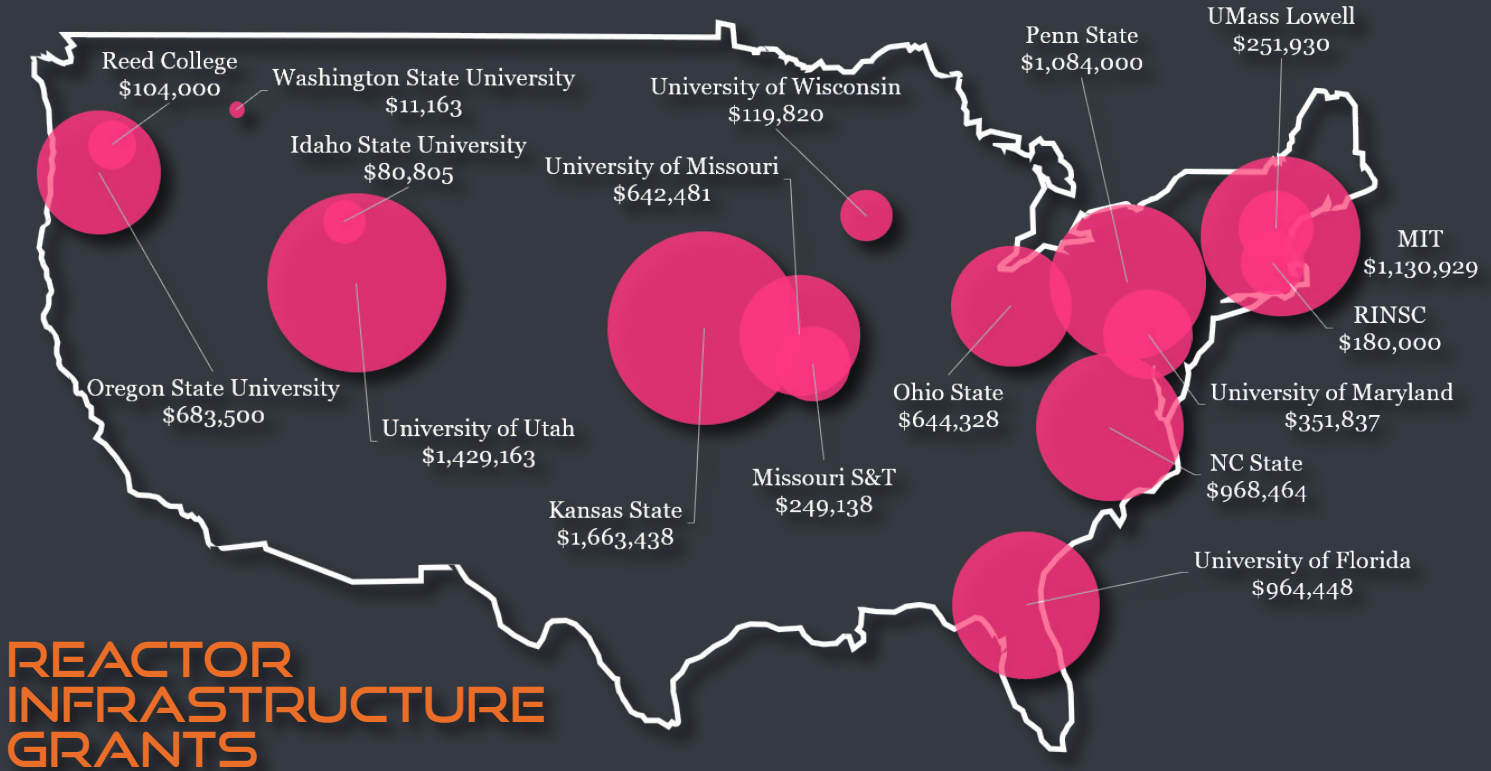 UMass Lowell
$251,930
Penn State
$1,084,000
Reed College
$104,000
Washington State University
$11,163
University of Wisconsin
$119,820
Idaho State University
$80,805
University of Missouri
$642,481
MIT
$1,130,929
RINSC
$180,000
Oregon State University
$683,500
Ohio State
$644,328
University of Maryland
$351,837
University of Utah
$1,429,163
NC State
$968,464
Missouri S&T
$249,138
Kansas State
$1,663,438
University of Florida
$964,448
REACTOR
INFRASTRUCTURE
GRANTS